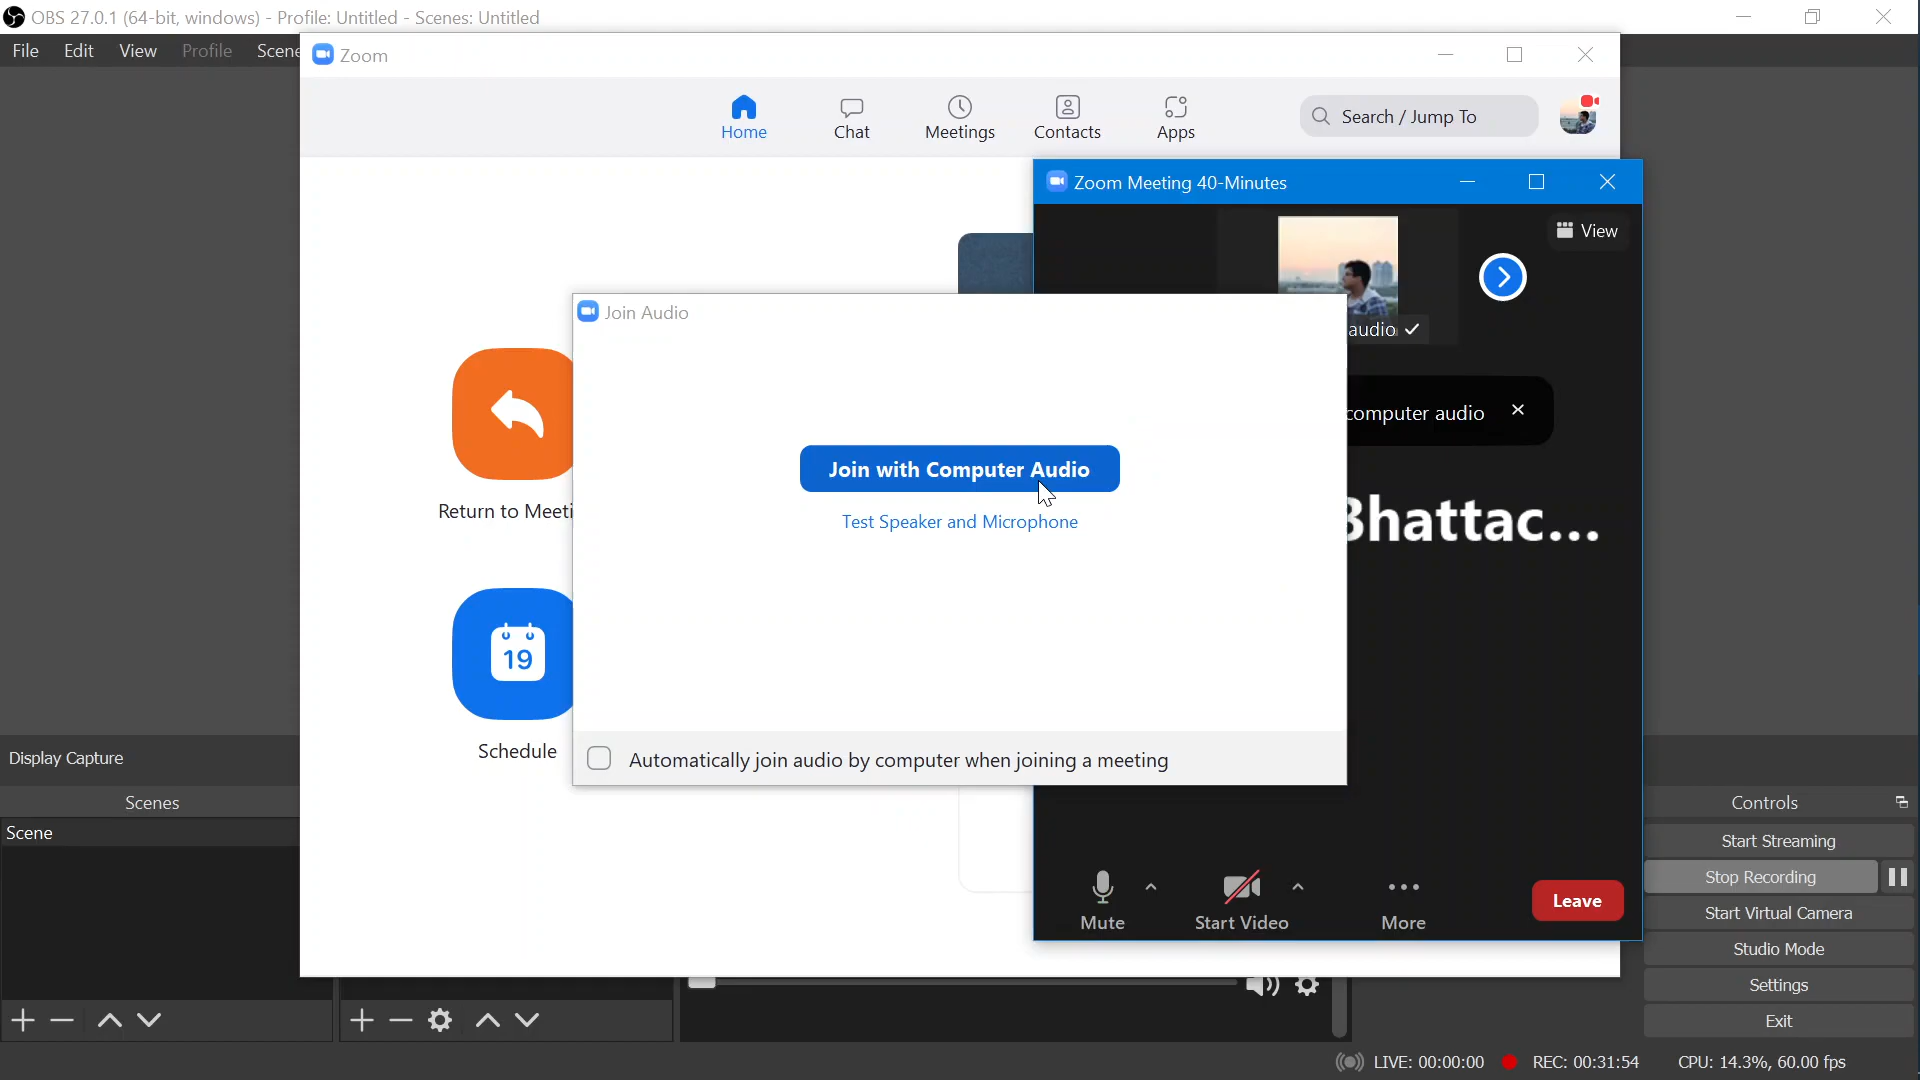 OBS 27.0.1 (64-bit, windows) - Profile: Untitled - Scenes: Untitled
File Edit View Profile Scene
Zoom
Home Chat Meetings Contacts Apps
Search / Jump To
Zoom Meeting 40-Minutes
View
Join Audio
audio
computer audio
Join with Computer Audio
Test Speaker and Microphone
Bhattac...
Return to Meeti
19
Schedule
Automatically join audio by computer when joining a meeting
Display Capture
Scenes
Scene
Mute Start Video More Leave
Controls
Start Streaming
Stop Recording
Start Virtual Camera
Studio Mode
Settings
Exit
LIVE: 00:00:00 REC: 00:31:54 CPU: 14.3%, 60.00 fps